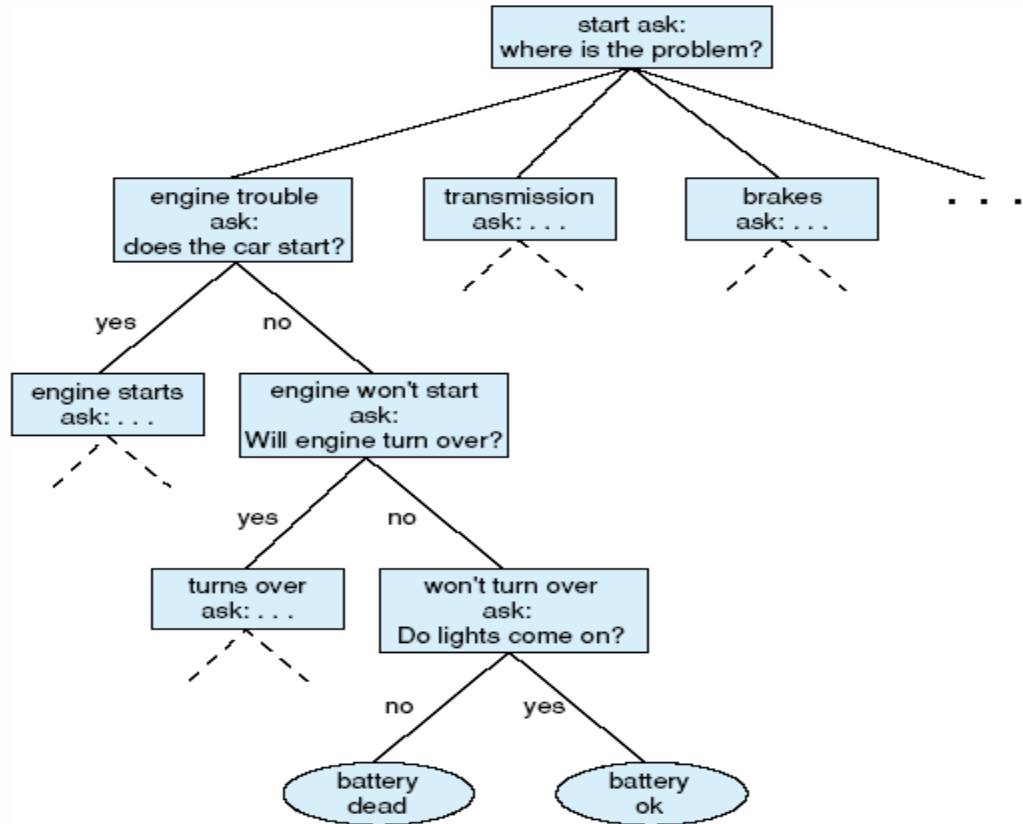 start ask:
where is the problem?
engine trouble
ask:
does the car start?
transmission
ask: . . .
brakes
ask: . . .
. . .
yes
no
engine starts
ask: . . .
engine won't start
ask:
Will engine turn over?
yes
no
turns over
ask: . . .
won't turn over
ask:
Do lights come on?
no
yes
battery
dead
battery
ok